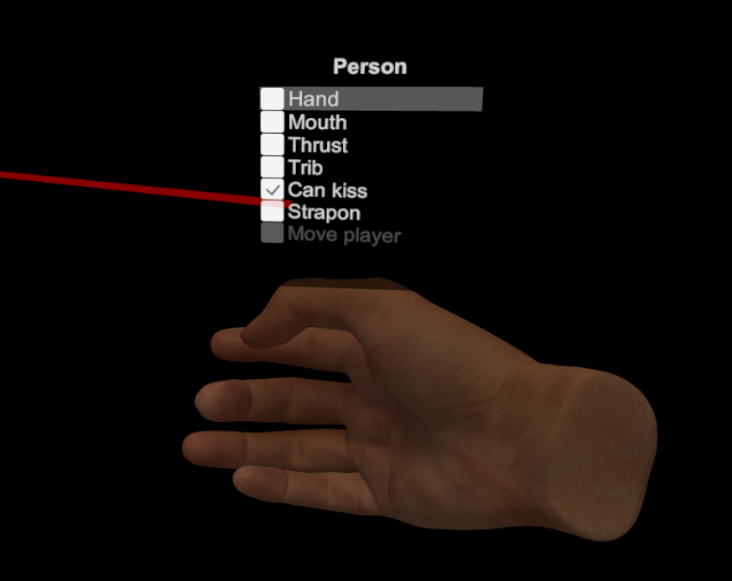 Person
Hand
Mouth
Thrust
Trib
Can kiss
Strapon
Move player